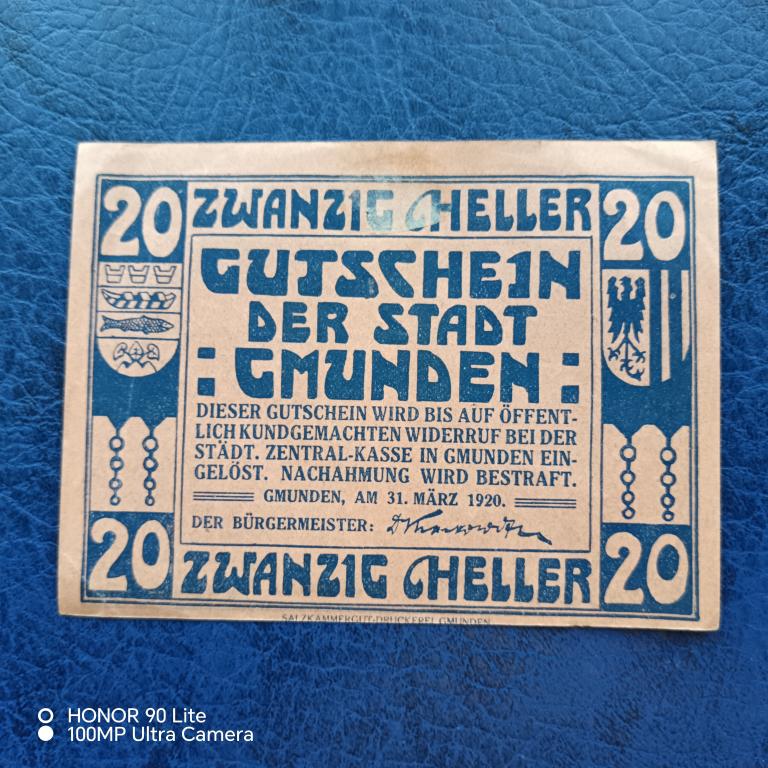 20 ZWANZIG HELLER 20
GUTSCHEIN
DER STADT
: GMUNDEN :
DIESER GUTSCHEIN WIRD BIS AUF ÖFFENT-
LICH KUNDGEMACHTEN WIDERRUF BEI DER
STÄDT. ZENTRAL-KASSE IN GMUNDEN EIN-
GELÖST. NACHAHMUNG WIRD BESTRAFT.
GMUNDEN, AM 31. MÄRZ 1920.
DER BÜRGERMEISTER:
20 ZWANZIG HELLER 20
SALZKAMMERGUT-DRUCKEREI GMUNDEN
HONOR 90 Lite
100MP Ultra Camera